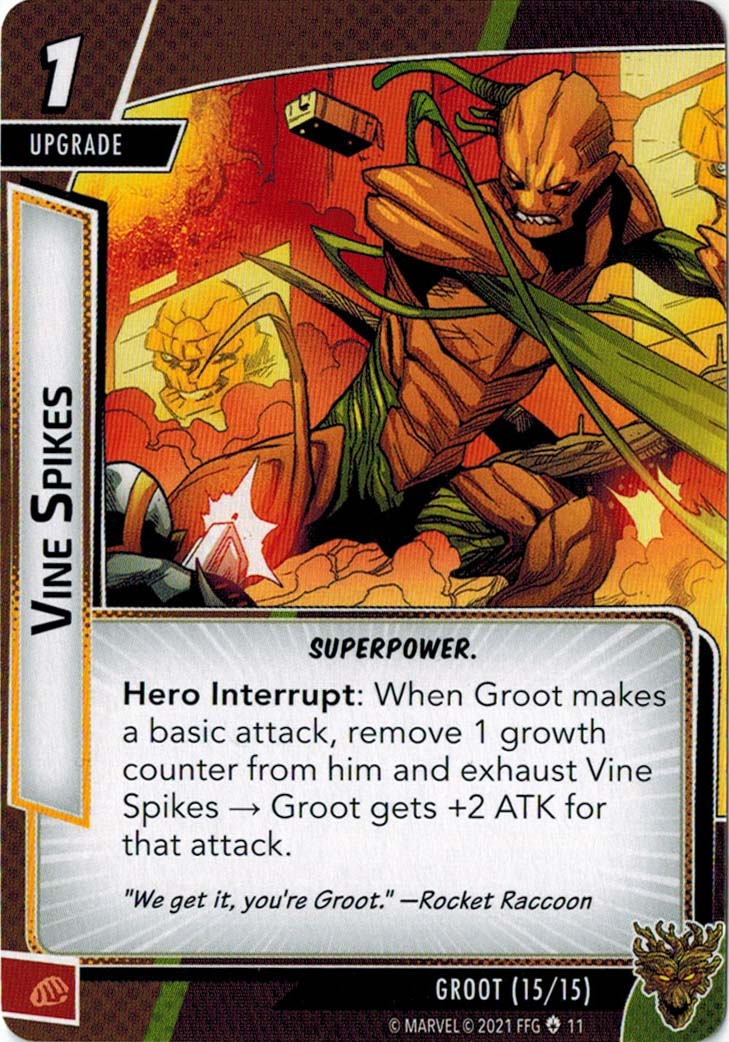 1
UPGRADE
VINE SPIKES
SUPERPOWER.
Hero Interrupt: When Groot makes
a basic attack, remove 1 growth
counter from him and exhaust Vine
Spikes → Groot gets +2 ATK for
that attack.
"We get it, you're Groot." —Rocket Raccoon
GROOT (15/15)
© MARVEL © 2021 FFG 11